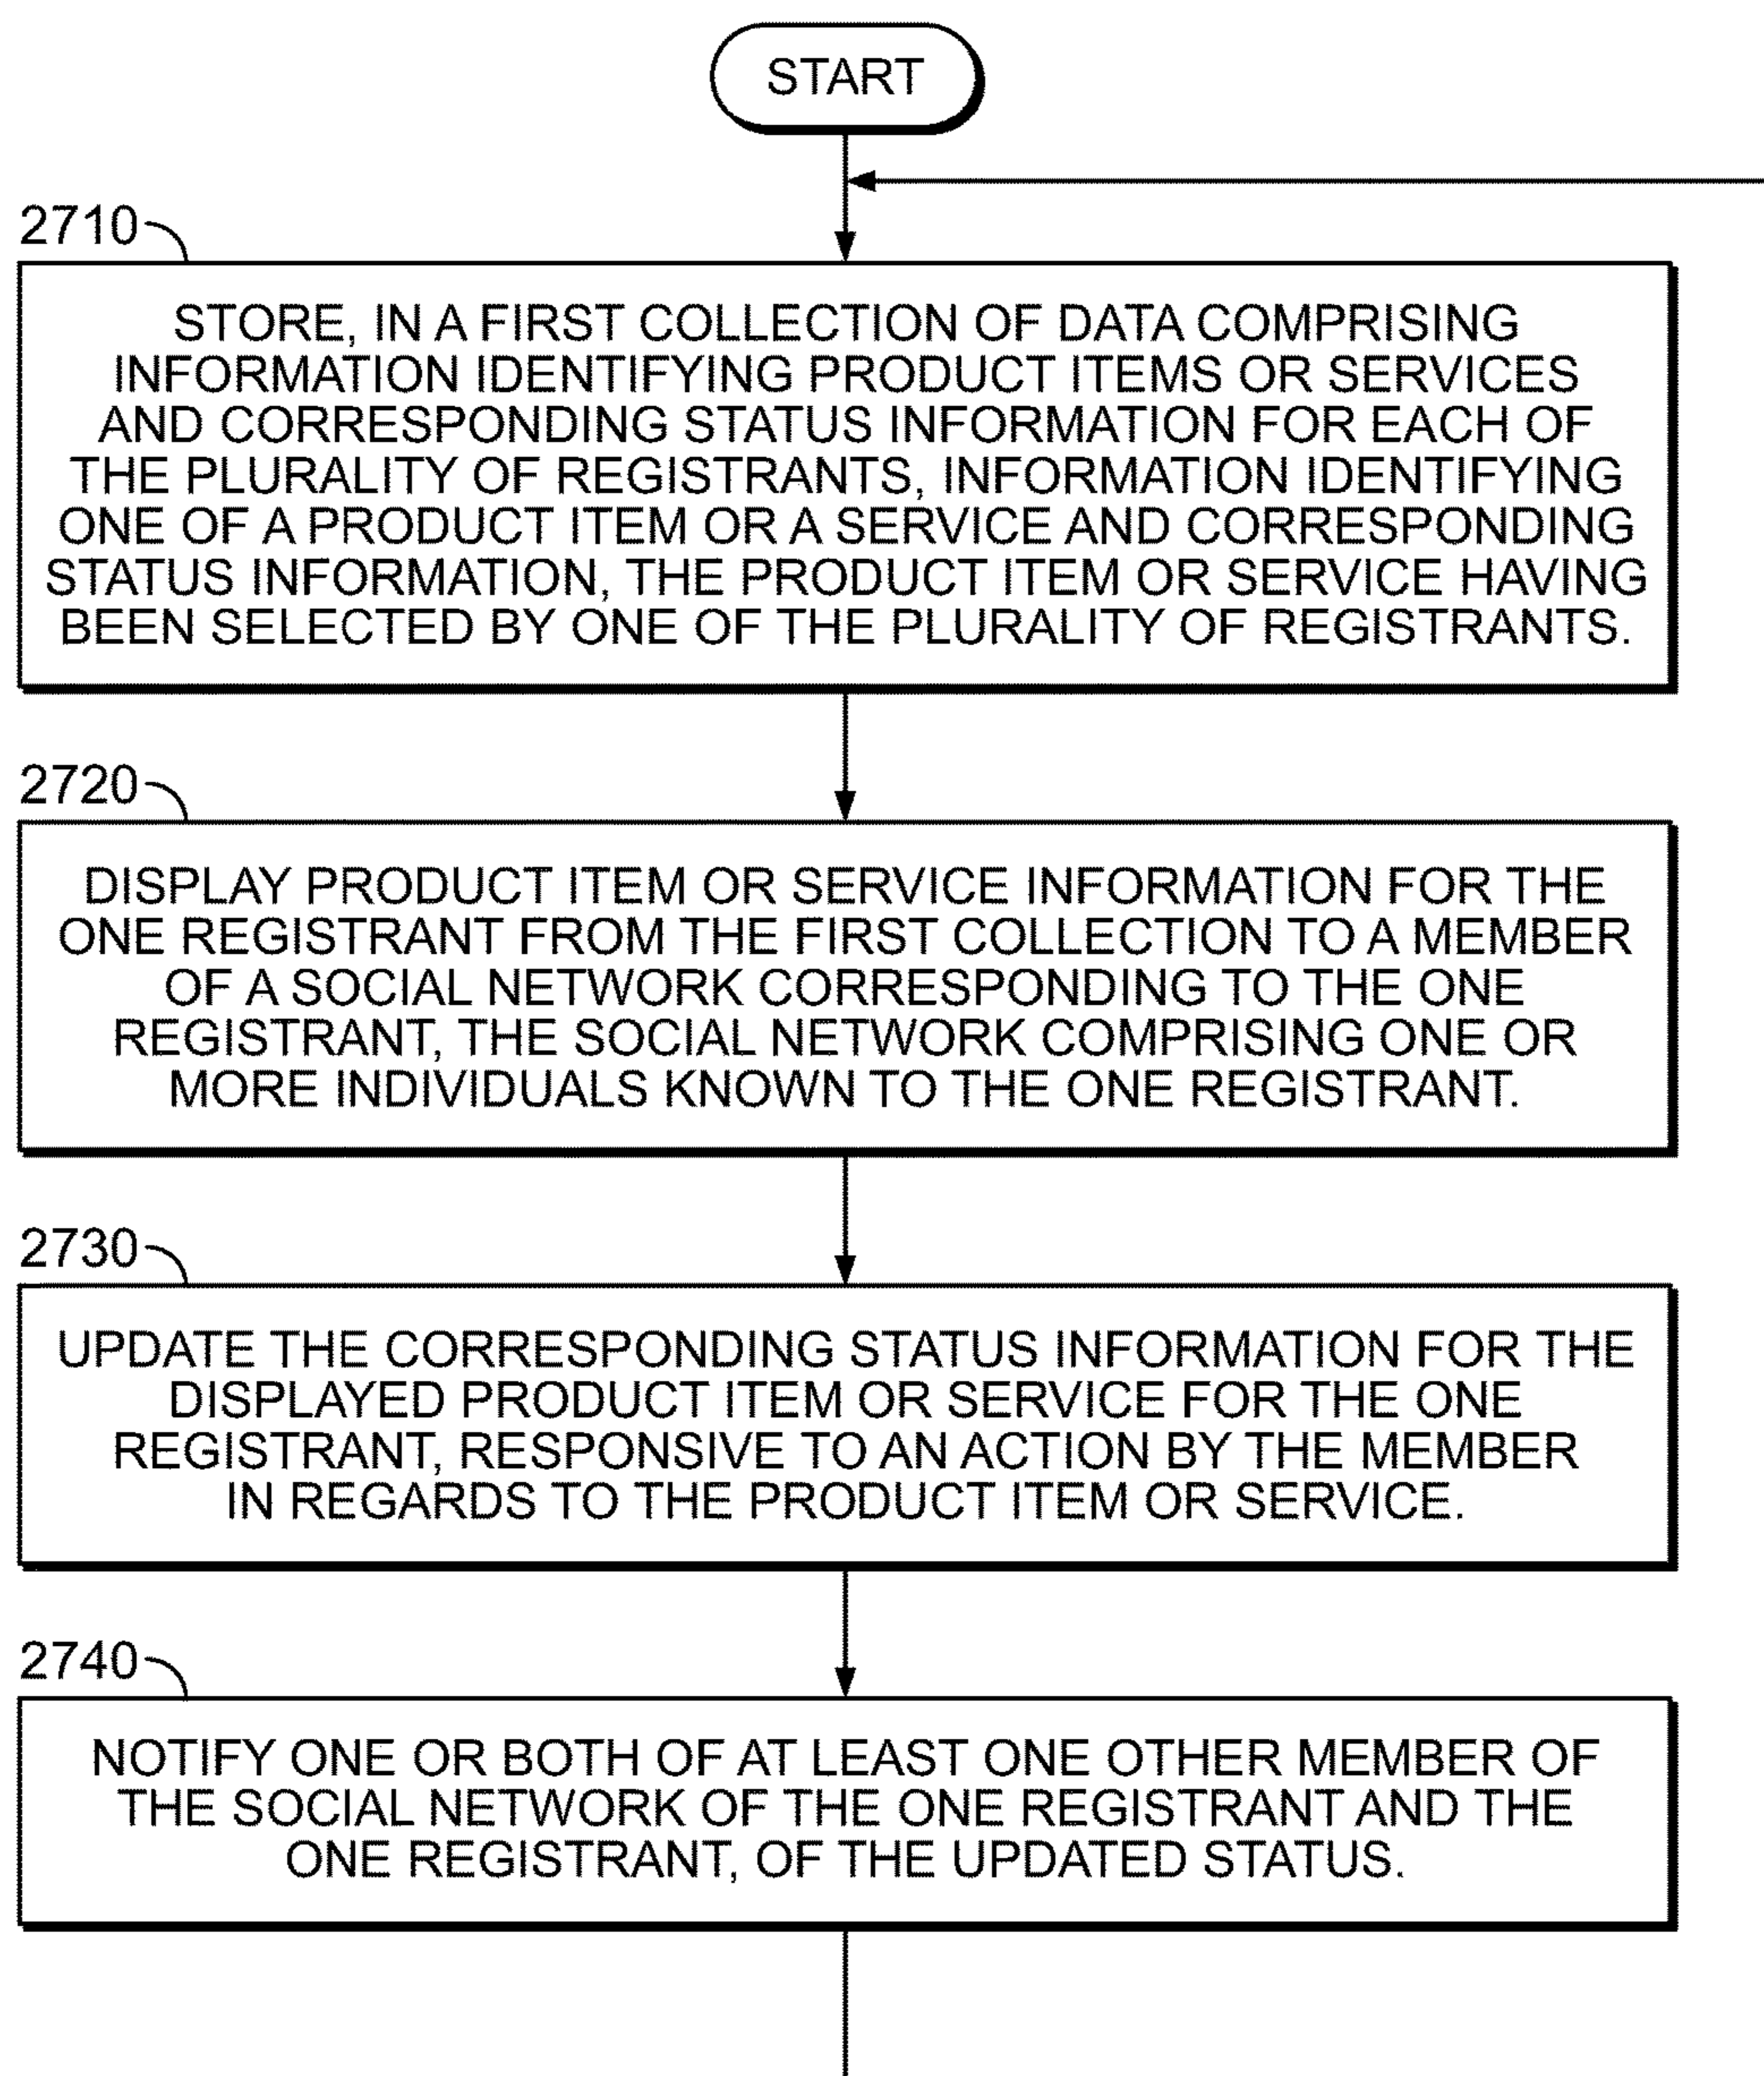 START
2710
STORE, IN A FIRST COLLECTION OF DATA COMPRISING
INFORMATION IDENTIFYING PRODUCT ITEMS OR SERVICES
AND CORRESPONDING STATUS INFORMATION FOR EACH OF
THE PLURALITY OF REGISTRANTS, INFORMATION IDENTIFYING
ONE OF A PRODUCT ITEM OR A SERVICE AND CORRESPONDING
STATUS INFORMATION, THE PRODUCT ITEM OR SERVICE HAVING
BEEN SELECTED BY ONE OF THE PLURALITY OF REGISTRANTS.
2720
DISPLAY PRODUCT ITEM OR SERVICE INFORMATION FOR THE
ONE REGISTRANT FROM THE FIRST COLLECTION TO A MEMBER
OF A SOCIAL NETWORK CORRESPONDING TO THE ONE
REGISTRANT, THE SOCIAL NETWORK COMPRISING ONE OR
MORE INDIVIDUALS KNOWN TO THE ONE REGISTRANT.
2730
UPDATE THE CORRESPONDING STATUS INFORMATION FOR THE
DISPLAYED PRODUCT ITEM OR SERVICE FOR THE ONE
REGISTRANT, RESPONSIVE TO AN ACTION BY THE MEMBER
IN REGARDS TO THE PRODUCT ITEM OR SERVICE.
2740
NOTIFY ONE OR BOTH OF AT LEAST ONE OTHER MEMBER OF
THE SOCIAL NETWORK OF THE ONE REGISTRANT AND THE
ONE REGISTRANT, OF THE UPDATED STATUS.